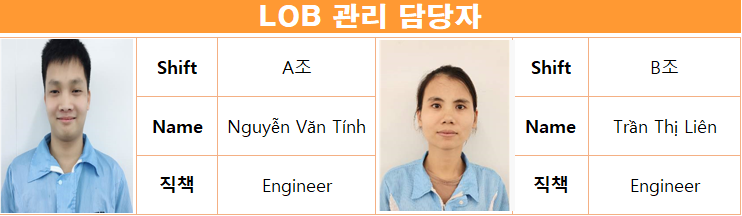 LOB 관리 담당자
Shift A조 Shift B조
Name Nguyễn Văn Tính Name Trần Thị Liên
직책 Engineer 직책 Engineer